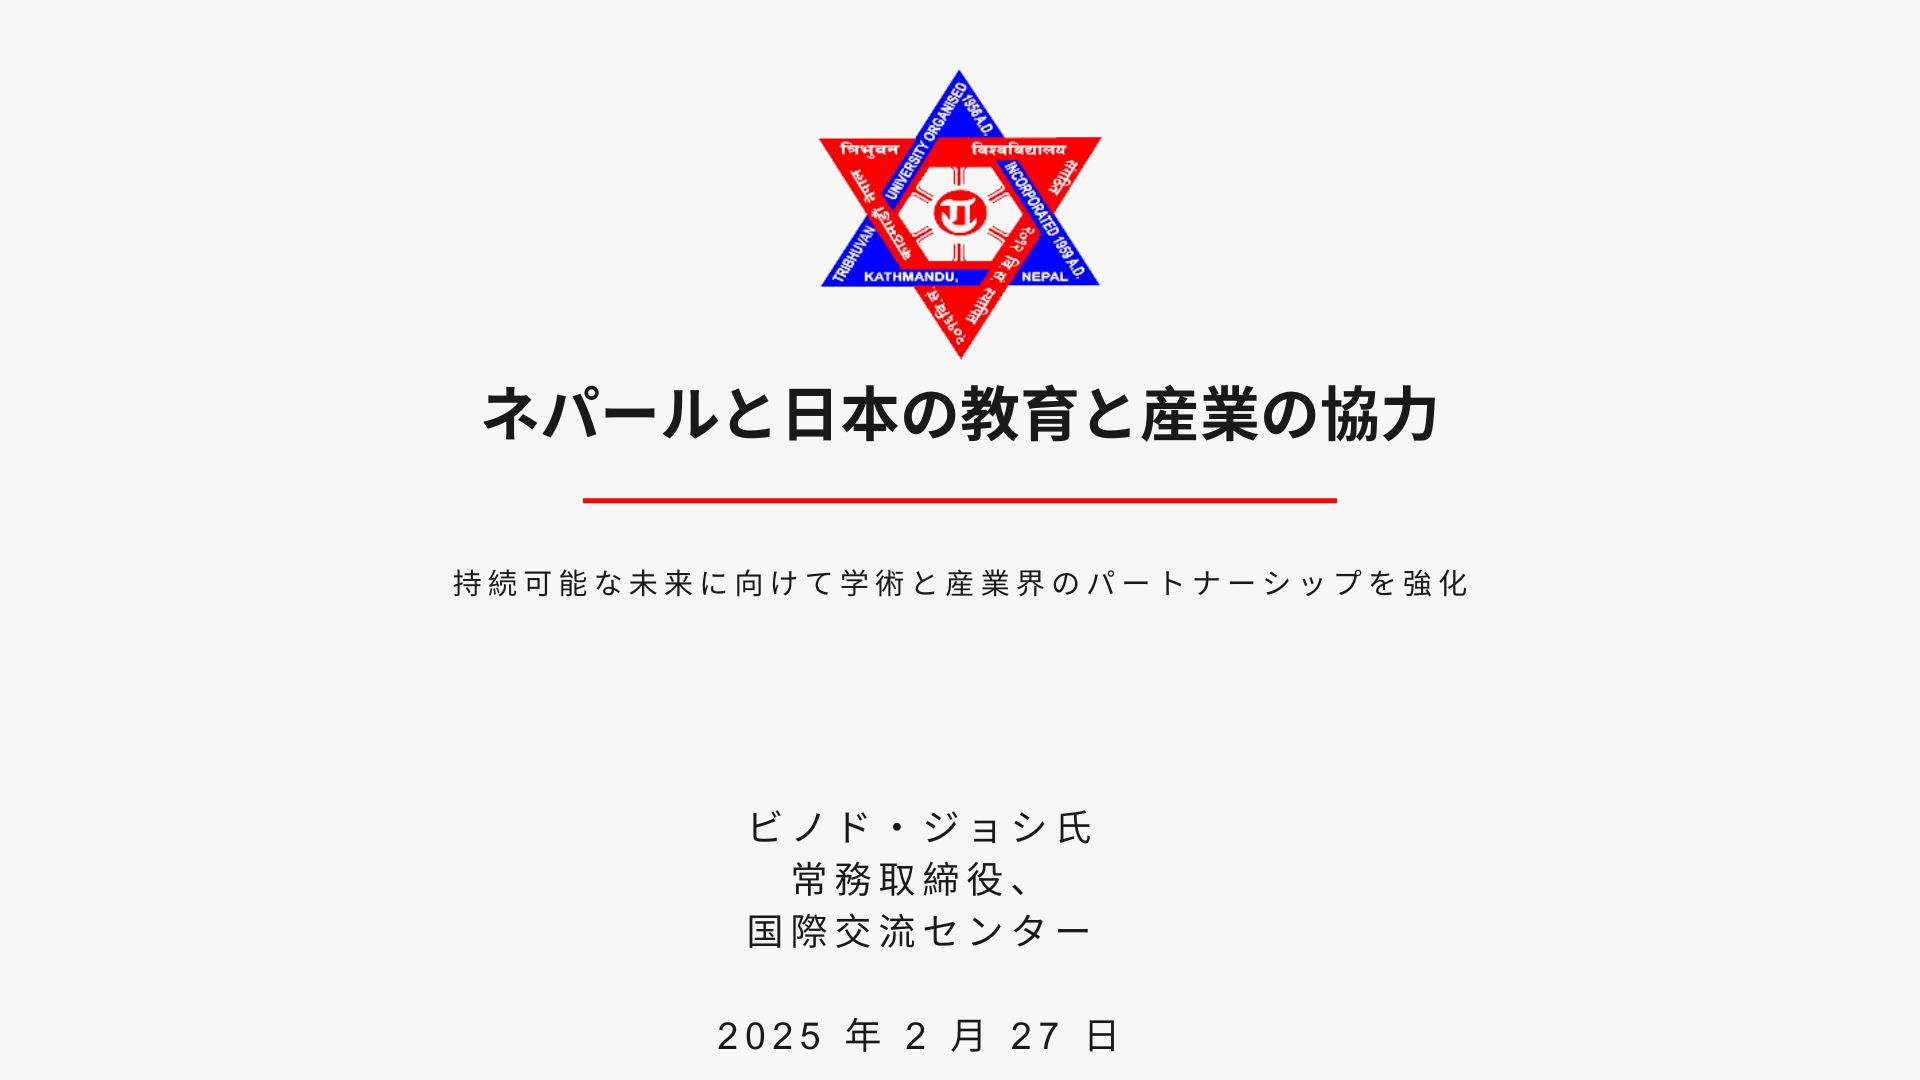 TRIBHUVAN UNIVERSITY ORGANISED 1956 A.D.
INCORPORATED 1959 A.D.
त्रिभुवन विश्वविद्यालय
KATHMANDU, NEPAL
ネパールと日本の教育と産業の協力
持続可能な未来に向けて学術と産業界のパートナーシップを強化
ビノド・ジョシ氏
常務取締役、
国際交流センター
2025 年 2 月 27 日